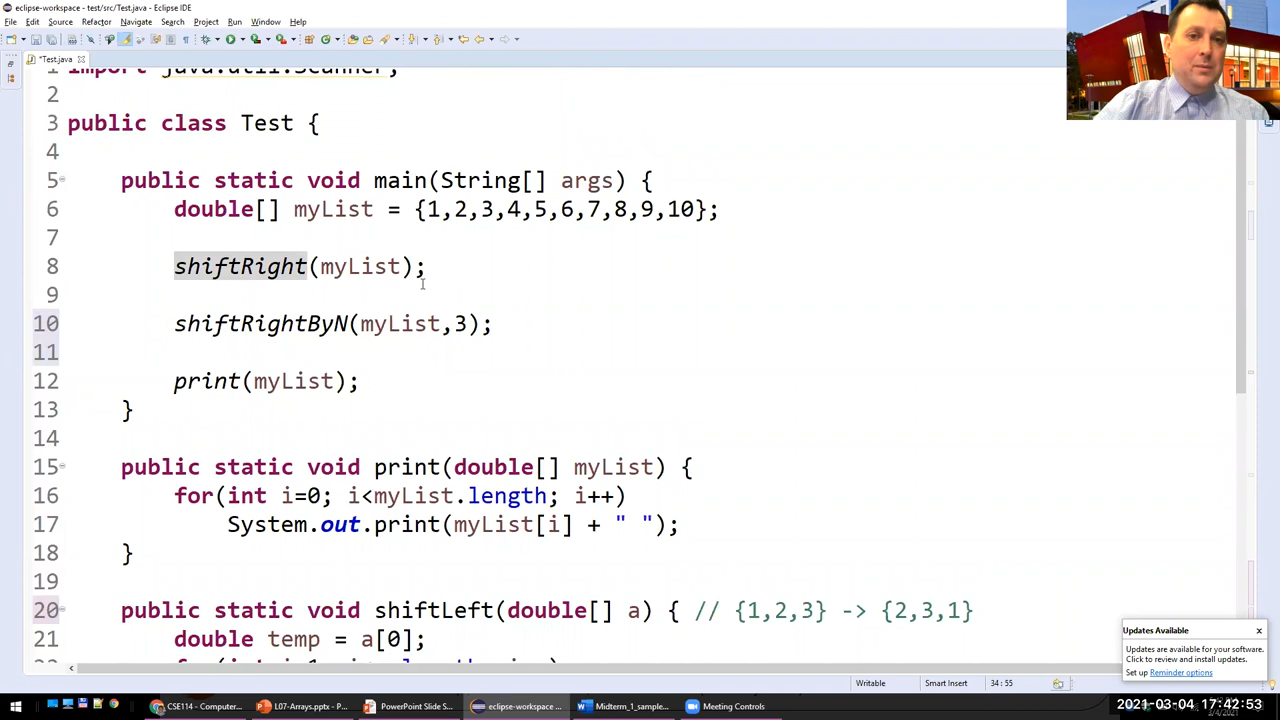 eclipse-workspace - test/src/Test.java - Eclipse IDE
File Edit Source Refactor Navigate Search Project Run Window Help
*Test.java
1 import java.util.Scanner;
2
3 public class Test {
4
5 public static void main(String[] args) {
6 double[] myList = {1,2,3,4,5,6,7,8,9,10};
7
8 shiftRight(myList);
9
10 shiftRightByN(myList,3);
11
12 print(myList);
13 }
14
15 public static void print(double[] myList) {
16 for(int i=0; i<myList.length; i++)
17 System.out.print(myList[i] + " ");
18 }
19
20 public static void shiftLeft(double[] a) { // {1,2,3} -> {2,3,1}
21 double temp = a[0];
Updates Available
Updates are available for your software.
Click to review and install updates.
Set up Reminder options
Writable Smart Insert 34 : 55
CSE114 - Computer... L07-Arrays.pptx - P... PowerPoint Slide S... eclipse-workspace ... Midterm_1_sample... Meeting Controls
2021-03-04 17:42:53